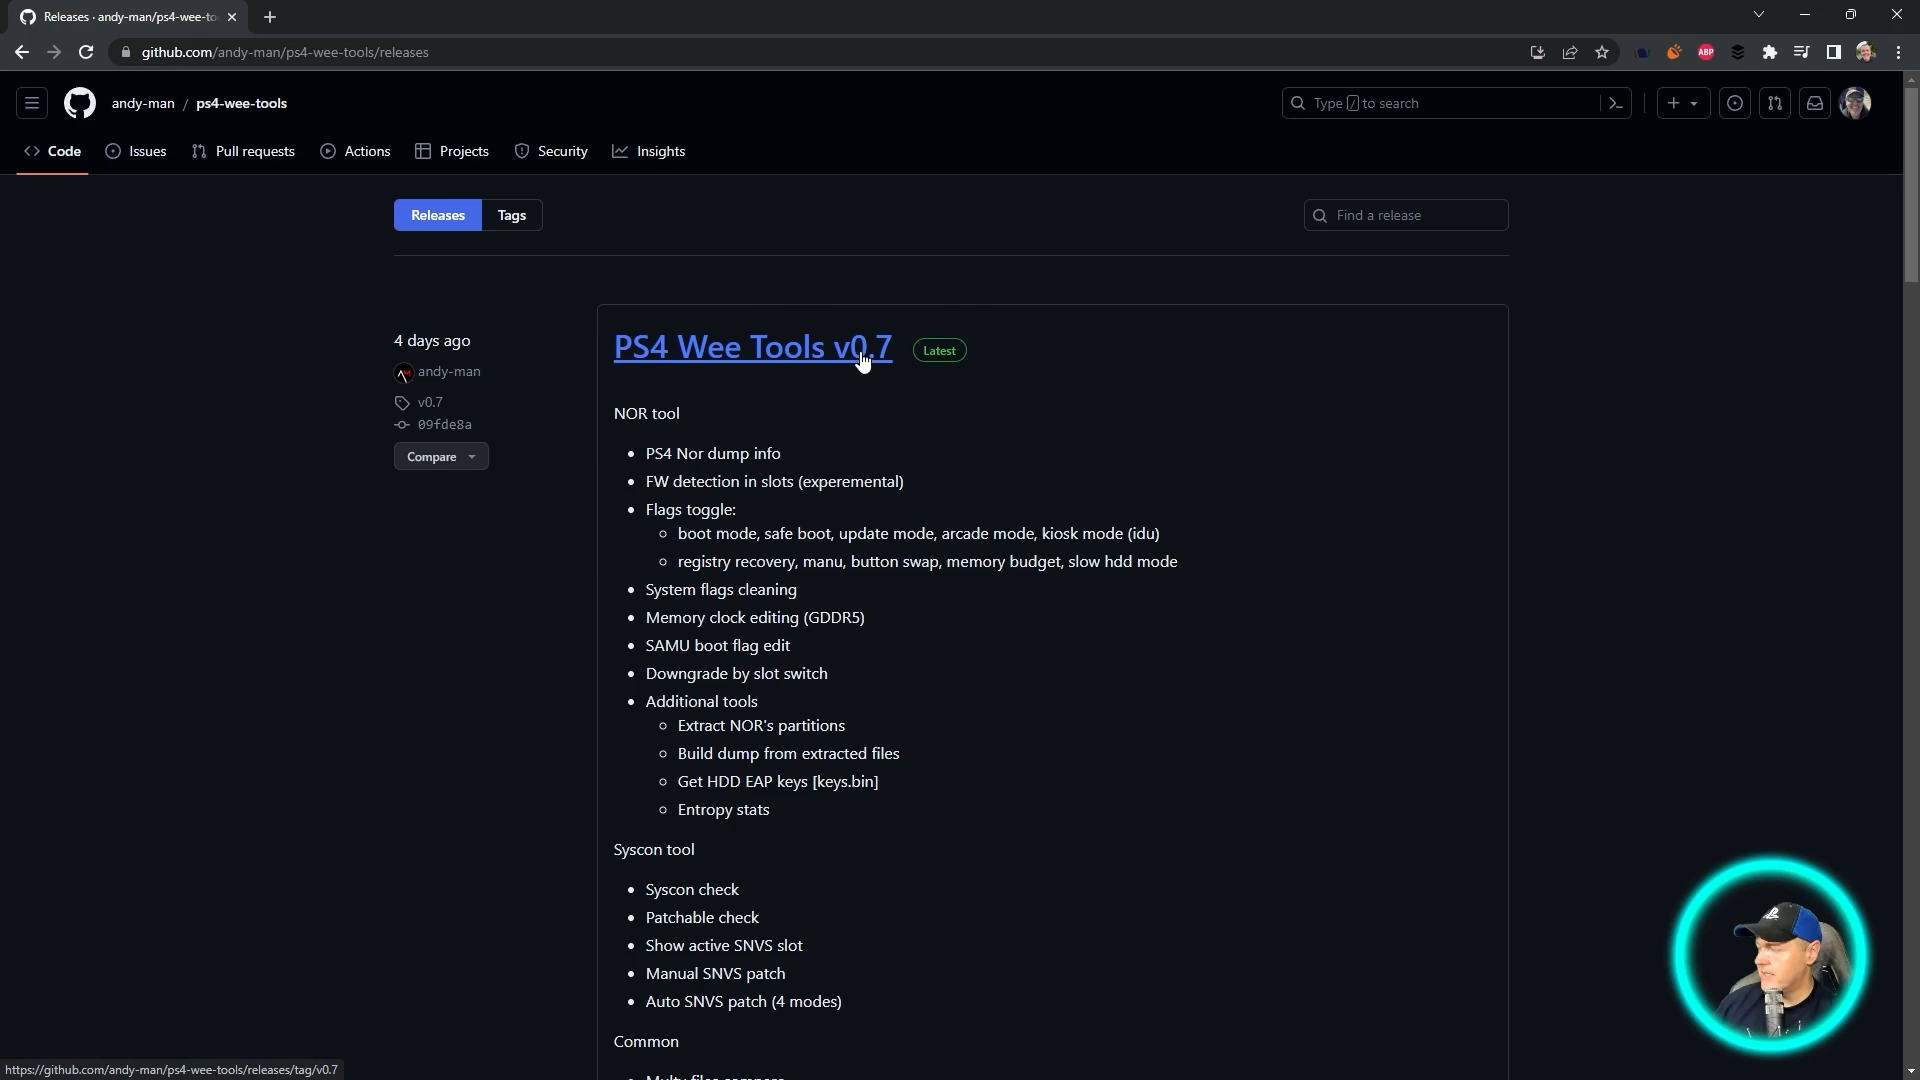 Releases · andy-man/ps4-wee-to
github.com/andy-man/ps4-wee-tools/releases
ABP
andy-man / ps4-wee-tools
Type / to search
Code
Issues
Pull requests
Actions
Projects
Security
Insights
Releases
Tags
Find a release
4 days ago
andy-man
v0.7
09fde8a
Compare
PS4 Wee Tools v0.7
Latest
NOR tool
PS4 Nor dump info
FW detection in slots (experemental)
Flags toggle:
boot mode, safe boot, update mode, arcade mode, kiosk mode (idu)
registry recovery, manu, button swap, memory budget, slow hdd mode
System flags cleaning
Memory clock editing (GDDR5)
SAMU boot flag edit
Downgrade by slot switch
Additional tools
Extract NOR's partitions
Build dump from extracted files
Get HDD EAP keys [keys.bin]
Entropy stats
Syscon tool
Syscon check
Patchable check
Show active SNVS slot
Manual SNVS patch
Auto SNVS patch (4 modes)
Common
Multy files compare
https://github.com/andy-man/ps4-wee-tools/releases/tag/v0.7